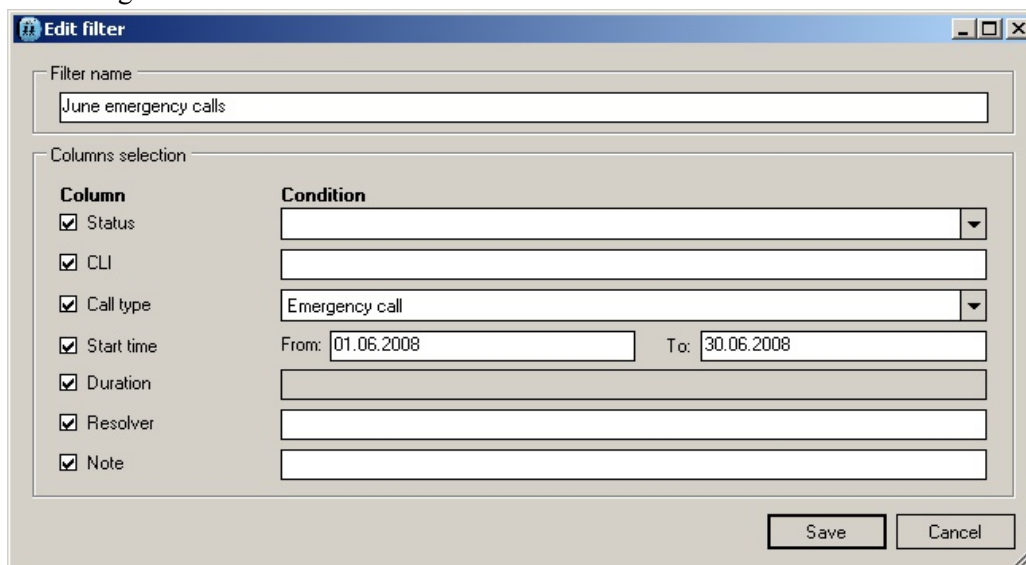 Edit filter
Filter name
June emergency calls
Columns selection
Column Condition
Status
CLI
Call type Emergency call
Start time From: 01.06.2008 To: 30.06.2008
Duration
Resolver
Note
Save Cancel